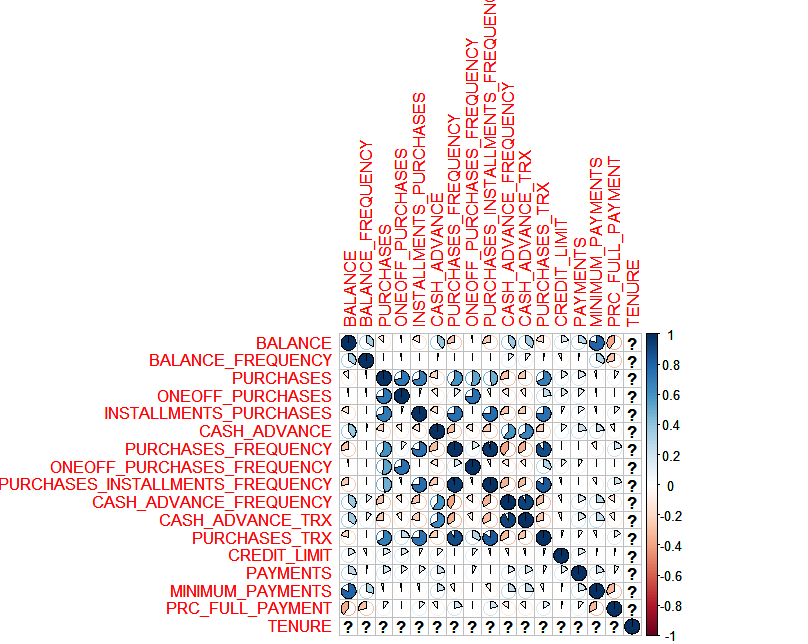 BALANCE
BALANCE_FREQUENCY
PURCHASES
ONEOFF_PURCHASES
INSTALLMENTS_PURCHASES
CASH_ADVANCE
PURCHASES_FREQUENCY
ONEOFF_PURCHASES_FREQUENCY
PURCHASES_INSTALLMENTS_FREQUENC
CASH_ADVANCE_FREQUENCY
CASH_ADVANCE_TRX
PURCHASES_TRX
CREDIT_LIMIT
PAYMENTS
MINIMUM_PAYMENTS
PRC_FULL_PAYMENT
TENURE
BALANCE ?
BALANCE_FREQUENCY ?
PURCHASES ?
ONEOFF_PURCHASES ?
INSTALLMENTS_PURCHASES ?
CASH_ADVANCE ?
PURCHASES_FREQUENCY ?
ONEOFF_PURCHASES_FREQUENCY ?
PURCHASES_INSTALLMENTS_FREQUENCY ?
CASH_ADVANCE_FREQUENCY ?
CASH_ADVANCE_TRX ?
PURCHASES_TRX ?
CREDIT_LIMIT ?
PAYMENTS ?
MINIMUM_PAYMENTS ?
PRC_FULL_PAYMENT ?
TENURE ? ? ? ? ? ? ? ? ? ? ? ? ? ? ? ?
1
0.8
0.6
0.4
0.2
0
-0.2
-0.4
-0.6
-0.8
-1